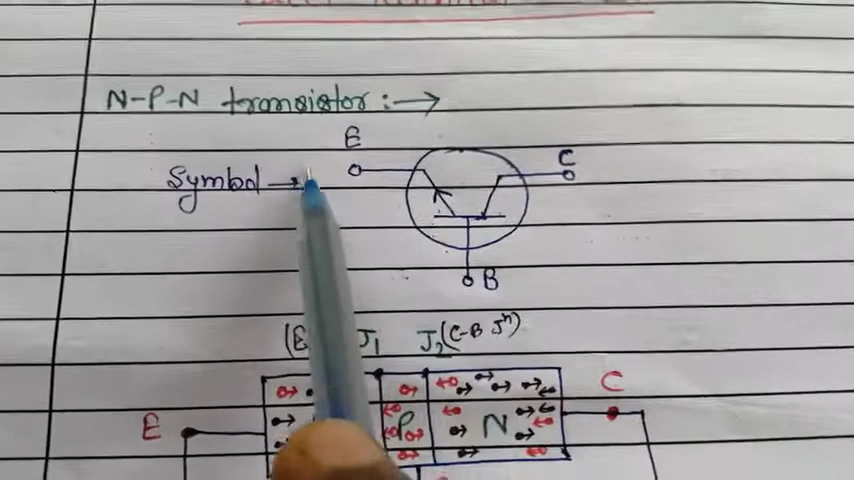 N-P-N transistor :→
E
C
Symbol →
B
(E J₁ J₂ (C-B Jⁿ)
C
E P N